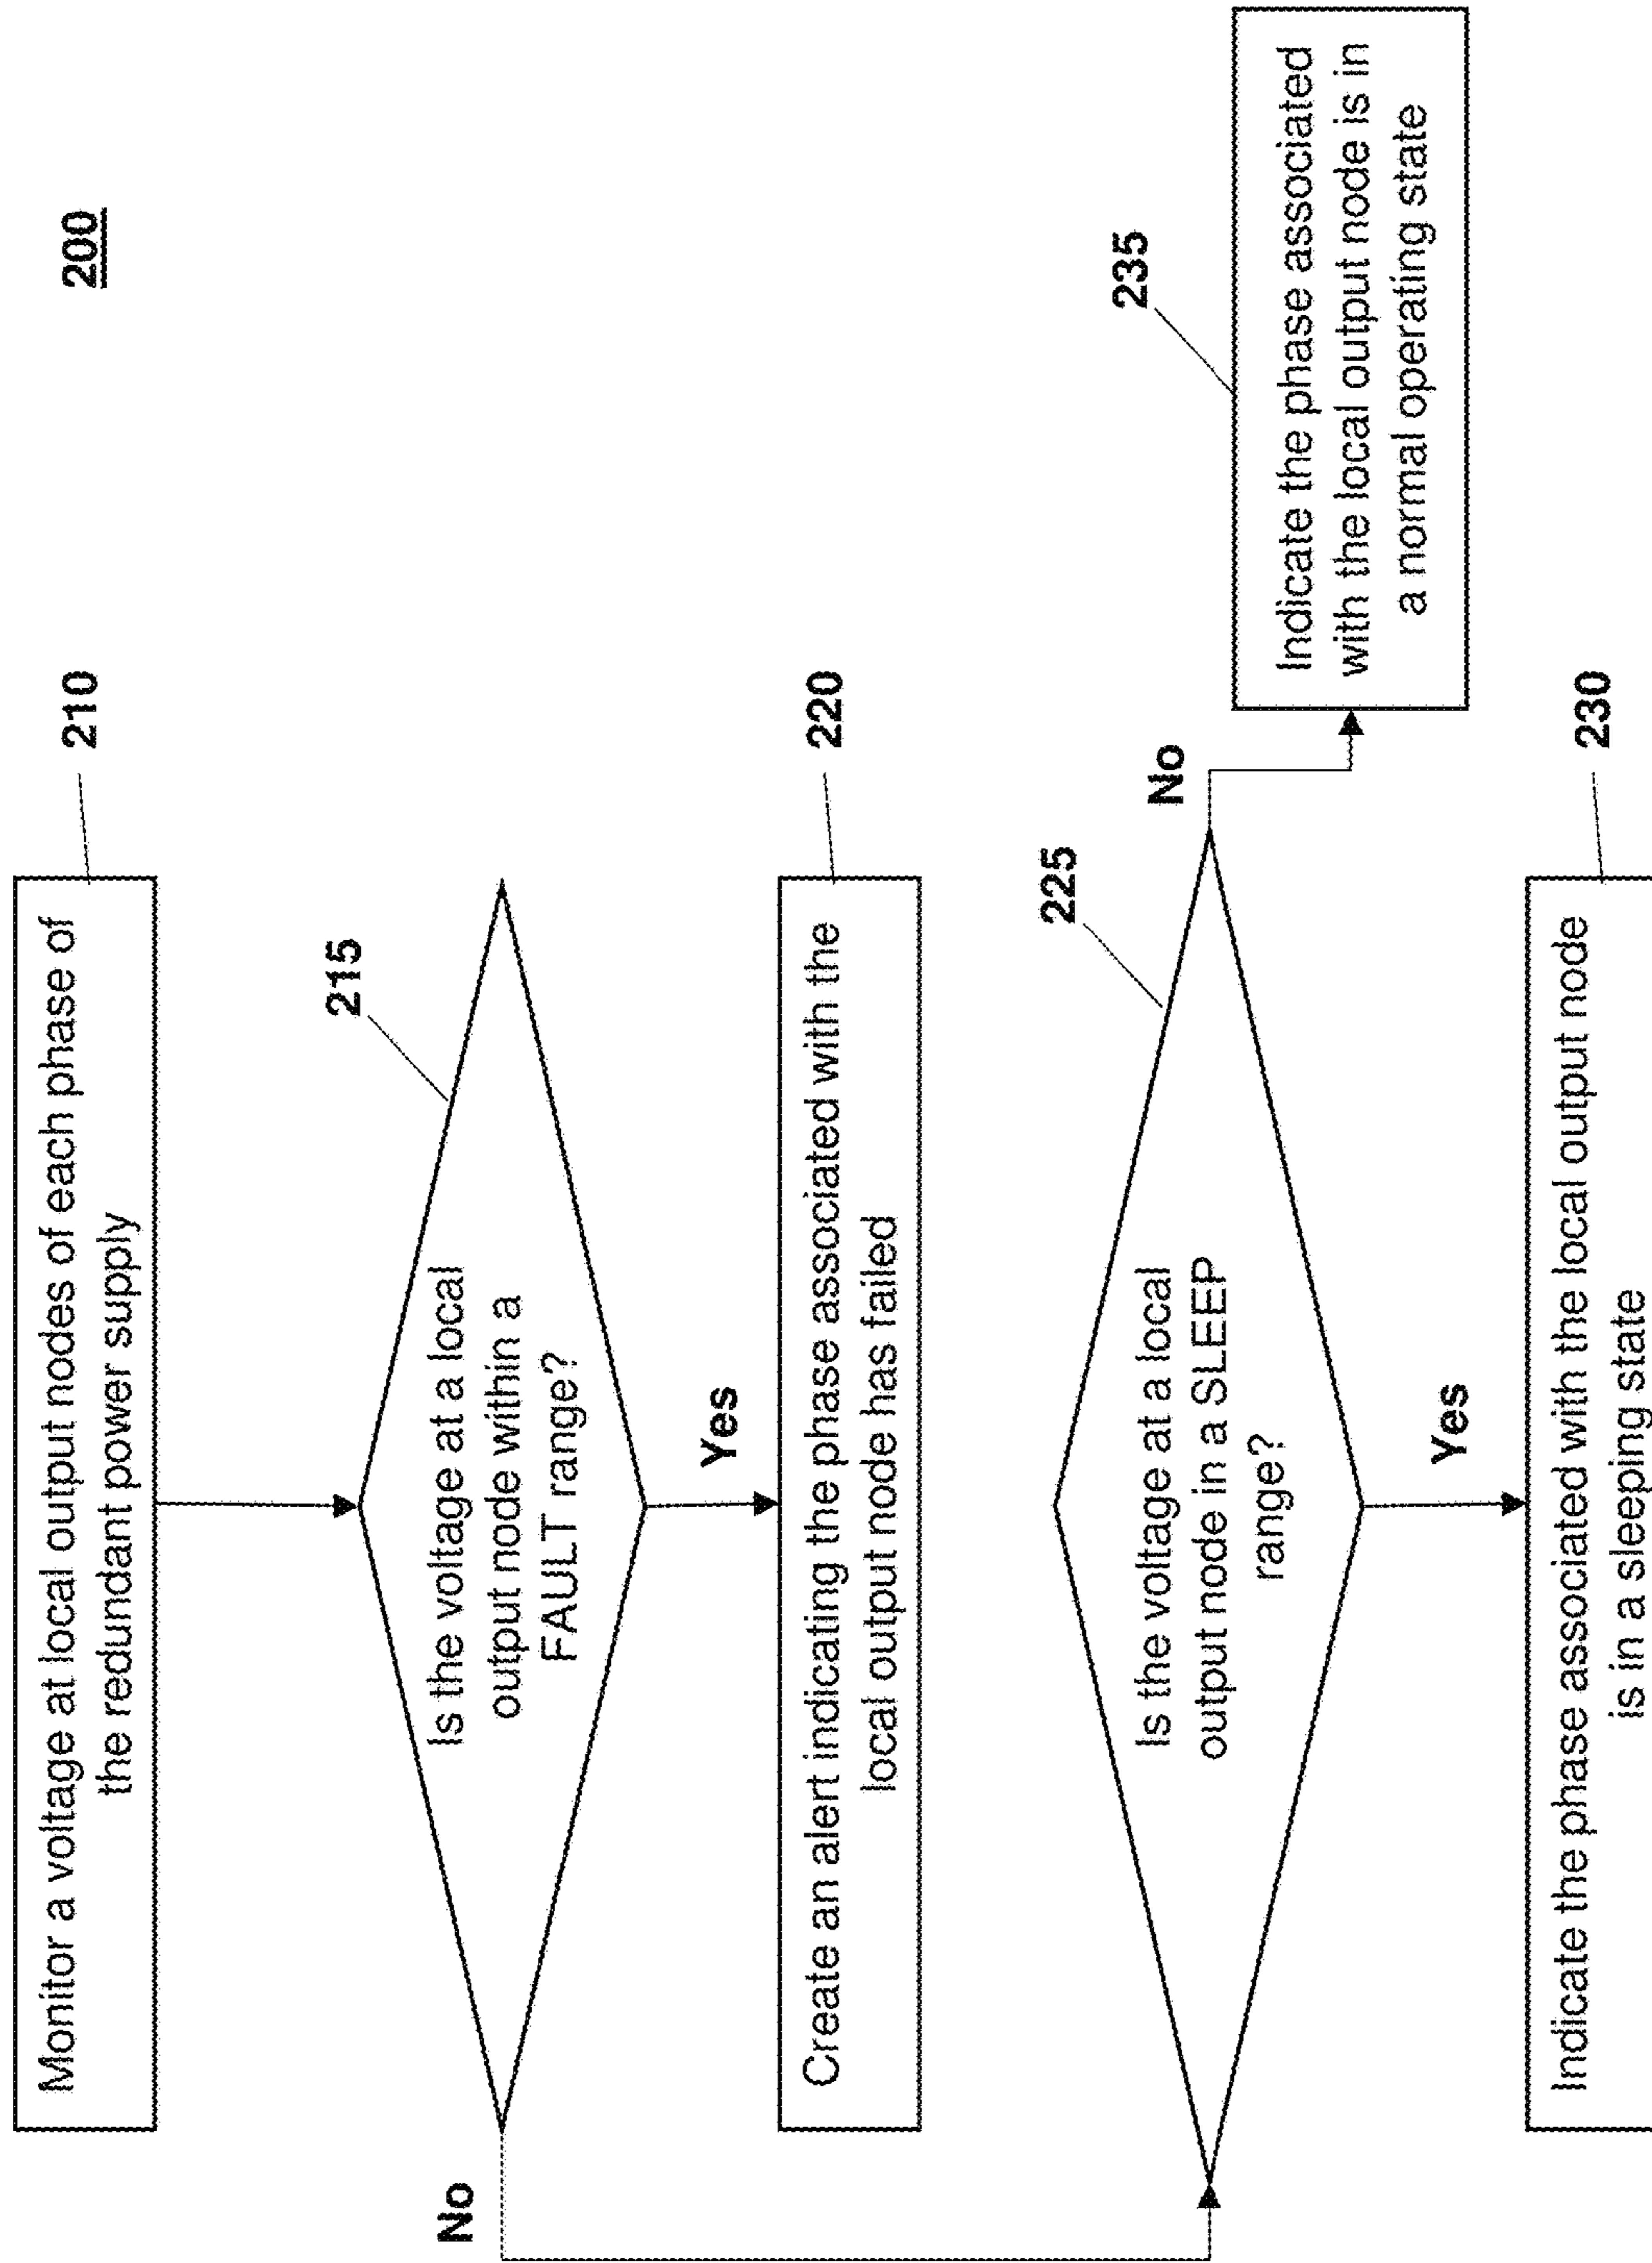 200
210
Monitor a voltage at local output nodes of each phase of
the redundant power supply
215
Is the voltage at a local
output node within a
FAULT range?
No
Yes
220
Create an alert indicating the phase associated with the
local output node has failed
225
Is the voltage at a local
output node in a SLEEP
range?
No
Yes
235
Indicate the phase associated
with the local output node is in
a normal operating state
230
Indicate the phase associated with the local output node
is in a sleeping state